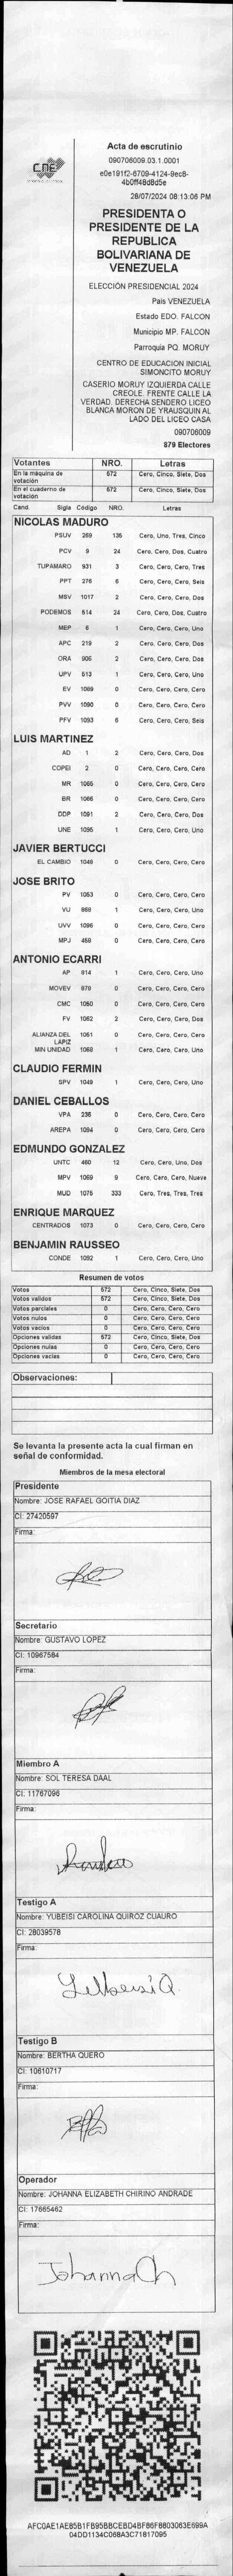 CNE
Acta de escrutinio
090706009.03.1.0001
e0e191f2-6709-4124-9ec8-
4b0ff48d8d5e
28/07/2024 08:13:06 PM
PRESIDENTA O
PRESIDENTE DE LA
REPUBLICA
BOLIVARIANA DE
VENEZUELA
ELECCIÓN PRESIDENCIAL 2024
País VENEZUELA
Estado EDO. FALCON
Municipio MP. FALCON
Parroquia PQ. MORUY
CENTRO DE EDUCACION INICIAL
SIMONCITO MORUY
CASERIO MORUY IZQUIERDA CALLE
CREOLE. FRENTE CALLE LA
VERDAD. DERECHA SENDERO LICEO
BLANCA MORON DE YRAUSQUIN AL
LADO DEL LICEO CASA
090706009
879 Electores
Votantes NRO. Letras
En la máquina de votación 572 Cero, Cinco, Siete, Dos
En el cuaderno de votación 572 Cero, Cinco, Siete, Dos
Cand. Sigla Código NRO. Letras
NICOLAS MADURO
PSUV 269 135 Cero, Uno, Tres, Cinco
PCV 9 24 Cero, Cero, Dos, Cuatro
TUPAMARO 931 3 Cero, Cero, Cero, Tres
PPT 276 6 Cero, Cero, Cero, Seis
MSV 1017 2 Cero, Cero, Cero, Dos
PODEMOS 514 24 Cero, Cero, Dos, Cuatro
MEP 6 1 Cero, Cero, Cero, Uno
APC 219 2 Cero, Cero, Cero, Dos
ORA 906 2 Cero, Cero, Cero, Dos
UPV 513 1 Cero, Cero, Cero, Uno
EV 1089 0 Cero, Cero, Cero, Cero
PVV 1090 0 Cero, Cero, Cero, Cero
PFV 1093 6 Cero, Cero, Cero, Seis
LUIS MARTINEZ
AD 1 2 Cero, Cero, Cero, Dos
COPEI 2 0 Cero, Cero, Cero, Cero
MR 1065 0 Cero, Cero, Cero, Cero
BR 1066 0 Cero, Cero, Cero, Cero
DDP 1091 2 Cero, Cero, Cero, Dos
UNE 1095 1 Cero, Cero, Cero, Uno
JAVIER BERTUCCI
EL CAMBIO 1048 0 Cero, Cero, Cero, Cero
JOSE BRITO
PV 1053 0 Cero, Cero, Cero, Cero
VU 868 1 Cero, Cero, Cero, Uno
UVV 1096 0 Cero, Cero, Cero, Cero
MPJ 459 0 Cero, Cero, Cero, Cero
ANTONIO ECARRI
AP 814 1 Cero, Cero, Cero, Uno
MOVEV 878 0 Cero, Cero, Cero, Cero
CMC 1050 0 Cero, Cero, Cero, Cero
FV 1052 2 Cero, Cero, Cero, Dos
ALIANZA DEL LAPIZ 1051 0 Cero, Cero, Cero, Cero
MIN UNIDAD 1068 1 Cero, Cero, Cero, Uno
CLAUDIO FERMIN
SPV 1049 1 Cero, Cero, Cero, Uno
DANIEL CEBALLOS
VPA 236 0 Cero, Cero, Cero, Cero
AREPA 1094 0 Cero, Cero, Cero, Cero
EDMUNDO GONZALEZ
UNTC 460 12 Cero, Cero, Uno, Dos
MPV 1069 9 Cero, Cero, Cero, Nueve
MUD 1075 333 Cero, Tres, Tres, Tres
ENRIQUE MARQUEZ
CENTRADOS 1073 0 Cero, Cero, Cero, Cero
BENJAMIN RAUSSEO
CONDE 1092 1 Cero, Cero, Cero, Uno
Resumen de votos
Votos 572 Cero, Cinco, Siete, Dos
Votos validos 572 Cero, Cinco, Siete, Dos
Votos parciales 0 Cero, Cero, Cero, Cero
Votos nulos 0 Cero, Cero, Cero, Cero
Votos vacios 0 Cero, Cero, Cero, Cero
Opciones validas 572 Cero, Cinco, Siete, Dos
Opciones nulas 0 Cero, Cero, Cero, Cero
Opciones vacias 0 Cero, Cero, Cero, Cero
Observaciones:
Se levanta la presente acta la cual firman en
señal de conformidad.
Miembros de la mesa electoral
Presidente
Nombre: JOSE RAFAEL GOITIA DIAZ
CI: 27420597
Firma:
Secretario
Nombre: GUSTAVO LOPEZ
CI: 10967584
Firma:
Miembro A
Nombre: SOL TERESA DAAL
CI: 11767096
Firma:
Testigo A
Nombre: YUBEISI CAROLINA QUIROZ CUAURO
CI: 28039578
Firma:
Testigo B
Nombre: BERTHA QUERO
CI: 10610717
Firma:
Operador
Nombre: JOHANNA ELIZABETH CHIRINO ANDRADE
CI: 17665462
Firma:
JohannaCh
AFC0AE1AE85B1FB95BBCEBD4BF86F8803063E699A
04DD1134C068A3C71817095